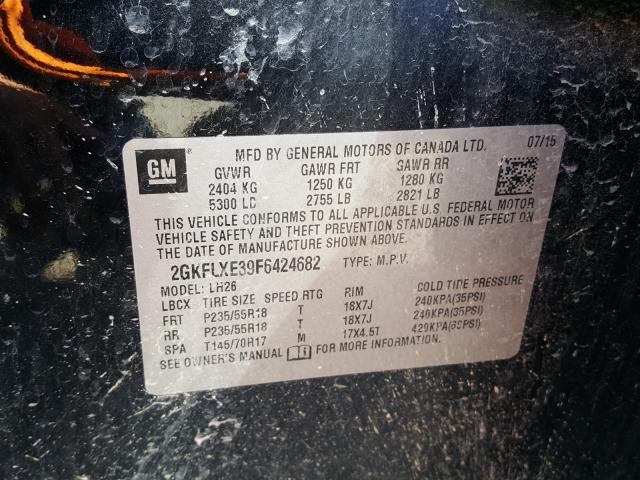 GM
MFD BY GENERAL MOTORS OF CANADA LTD. 07/15
GVWR GAWR FRT GAWR RR
2404 KG 1250 KG 1280 KG
5300 LB 2755 LB 2821 LB
THIS VEHICLE CONFORMS TO ALL APPLICABLE U.S. FEDERAL MOTOR
VEHICLE SAFETY AND THEFT PREVENTION STANDARDS IN EFFECT ON
THE DATE OF MANUFACTURE SHOWN ABOVE.
2GKFLXE39F6424682 TYPE: M.P.V.
MODEL: LH26
LBCX TIRE SIZE SPEED RTG RIM COLD TIRE PRESSURE
FRT P235/55R18 T 18X7J 240KPA(35PSI)
RR P235/55R18 T 18X7J 240KPA(35PSI)
SPA T145/70R17 M 17X4.5T 420KPA(60PSI)
SEE OWNER'S MANUAL FOR MORE INFORMATION.